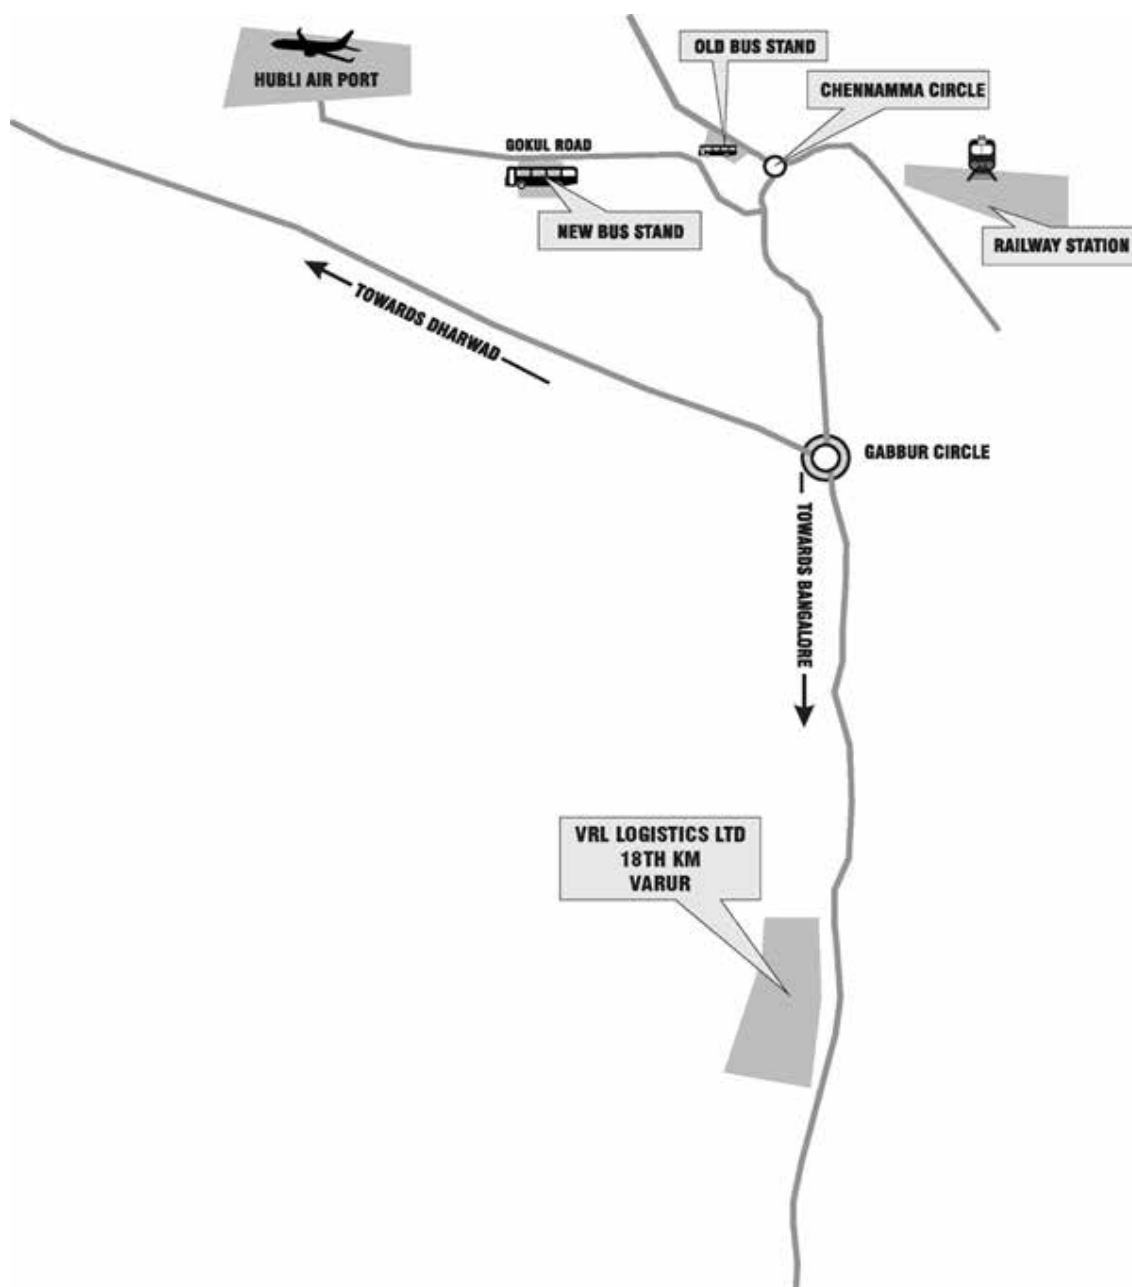 OLD BUS STAND
HUBLI AIR PORT
CHENNAMMA CIRCLE
GOKUL ROAD
NEW BUS STAND
RAILWAY STATION
TOWARDS DHARWAD
GABBUR CIRCLE
TOWARDS BANGALORE
VRL LOGISTICS LTD
18TH KM
VARUR